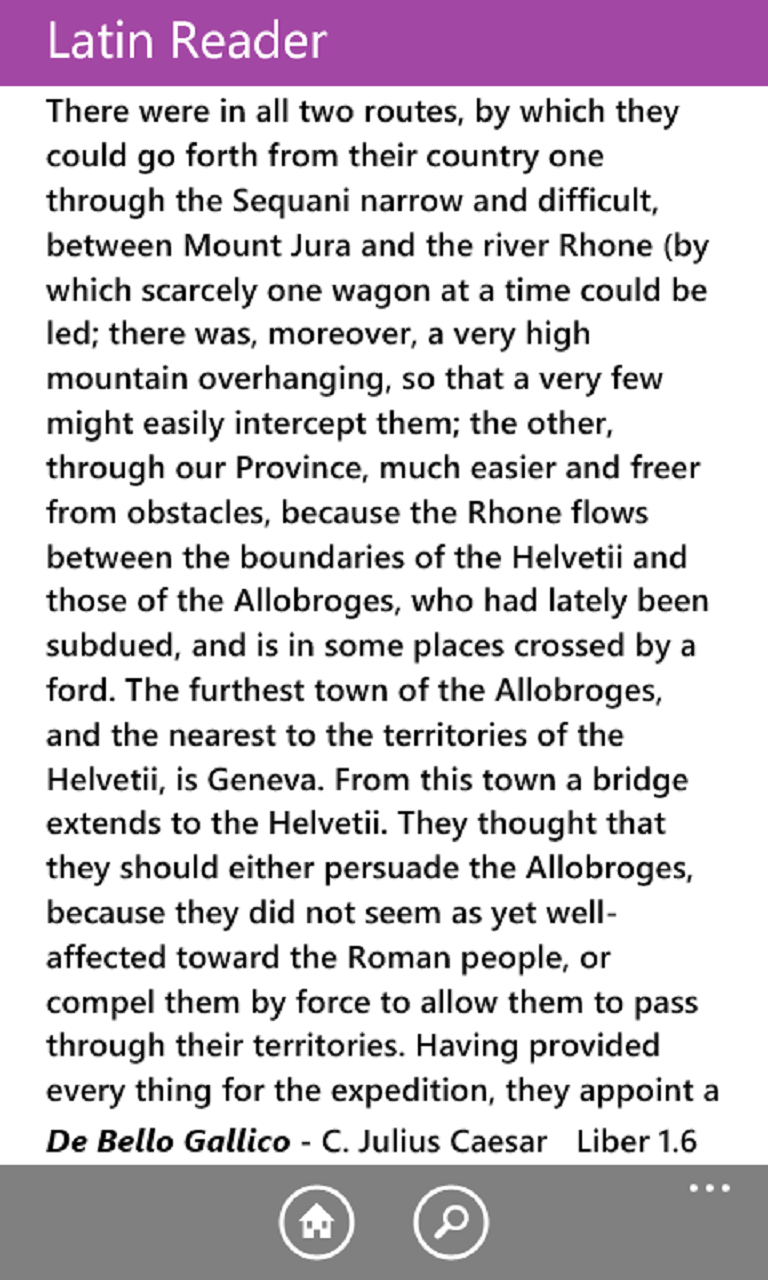 Latin Reader
There were in all two routes, by which they
could go forth from their country one
through the Sequani narrow and difficult,
between Mount Jura and the river Rhone (by
which scarcely one wagon at a time could be
led; there was, moreover, a very high
mountain overhanging, so that a very few
might easily intercept them; the other,
through our Province, much easier and freer
from obstacles, because the Rhone flows
between the boundaries of the Helvetii and
those of the Allobroges, who had lately been
subdued, and is in some places crossed by a
ford. The furthest town of the Allobroges,
and the nearest to the territories of the
Helvetii, is Geneva. From this town a bridge
extends to the Helvetii. They thought that
they should either persuade the Allobroges,
because they did not seem as yet well-
affected toward the Roman people, or
compel them by force to allow them to pass
through their territories. Having provided
every thing for the expedition, they appoint a
De Bello Gallico - C. Julius Caesar Liber 1.6